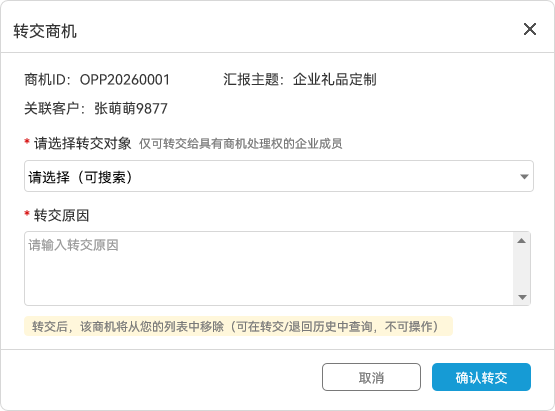 转交商机
商机ID：OPP20260001 汇报主题：企业礼品定制
关联客户：张萌萌9877
* 请选择转交对象 仅可转交给具有商机处理权的企业成员
请选择（可搜索）
* 转交原因
请输入转交原因
转交后，该商机将从您的列表中移除（可在转交/退回历史中查询，不可操作）
取消 确认转交